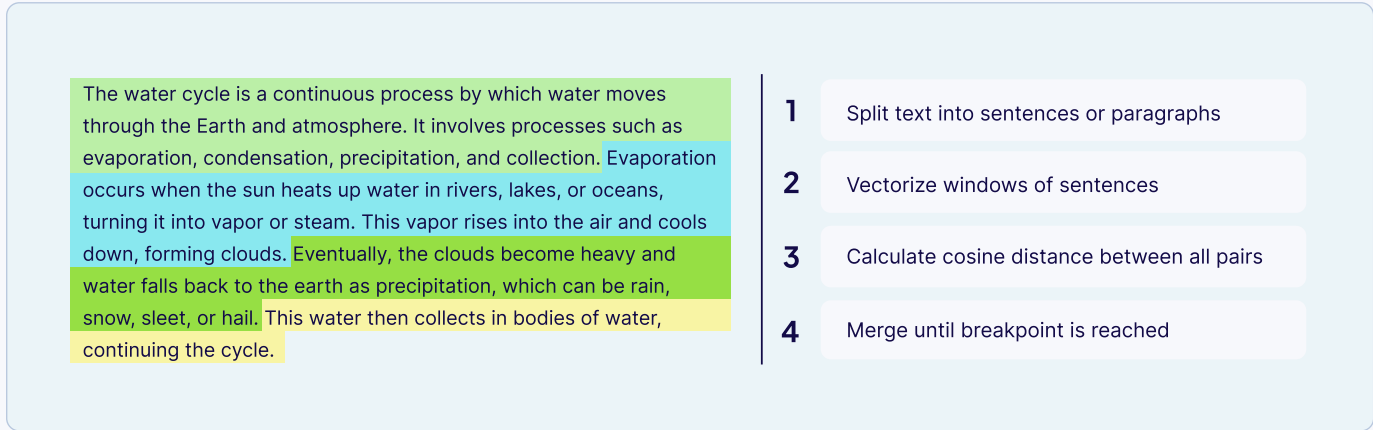 The water cycle is a continuous process by which water moves
through the Earth and atmosphere. It involves processes such as
evaporation, condensation, precipitation, and collection. Evaporation
occurs when the sun heats up water in rivers, lakes, or oceans,
turning it into vapor or steam. This vapor rises into the air and cools
down, forming clouds. Eventually, the clouds become heavy and
water falls back to the earth as precipitation, which can be rain,
snow, sleet, or hail. This water then collects in bodies of water,
continuing the cycle.
1 Split text into sentences or paragraphs
2 Vectorize windows of sentences
3 Calculate cosine distance between all pairs
4 Merge until breakpoint is reached